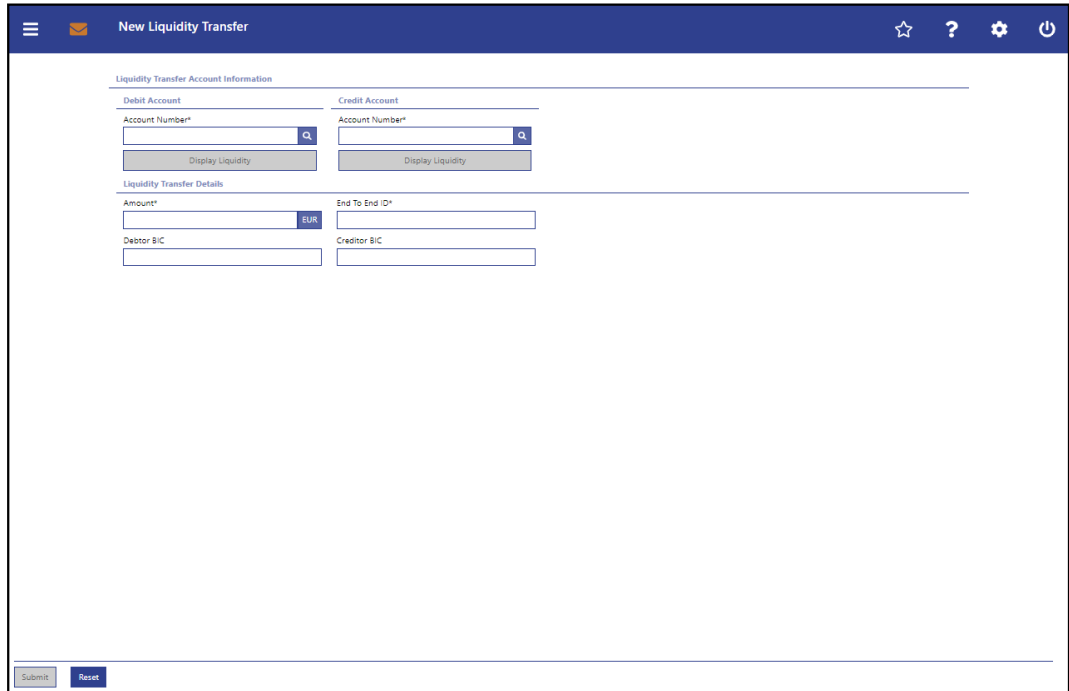 New Liquidity Transfer
?
Liquidity Transfer Account Information
Debit Account
Credit Account
Account Number*
Account Number*
Display Liquidity
Display Liquidity
Liquidity Transfer Details
Amount*
End To End ID*
EUR
Debtor BIC
Creditor BIC
Submit
Reset